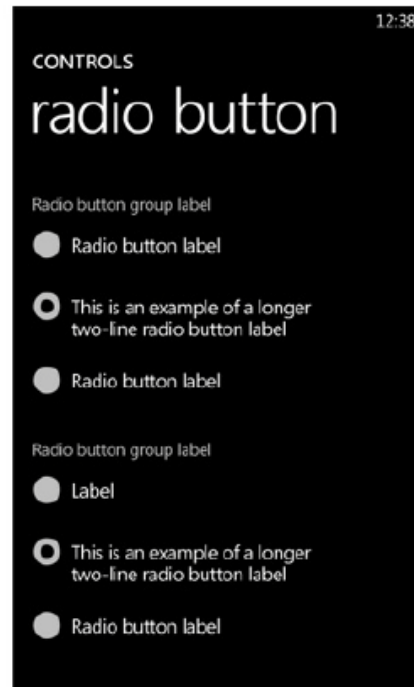 12:38
CONTROLS
radio button
Radio button group label
Radio button label
This is an example of a longer
two-line radio button label
Radio button label
Radio button group label
Label
This is an example of a longer
two-line radio button label
Radio button label